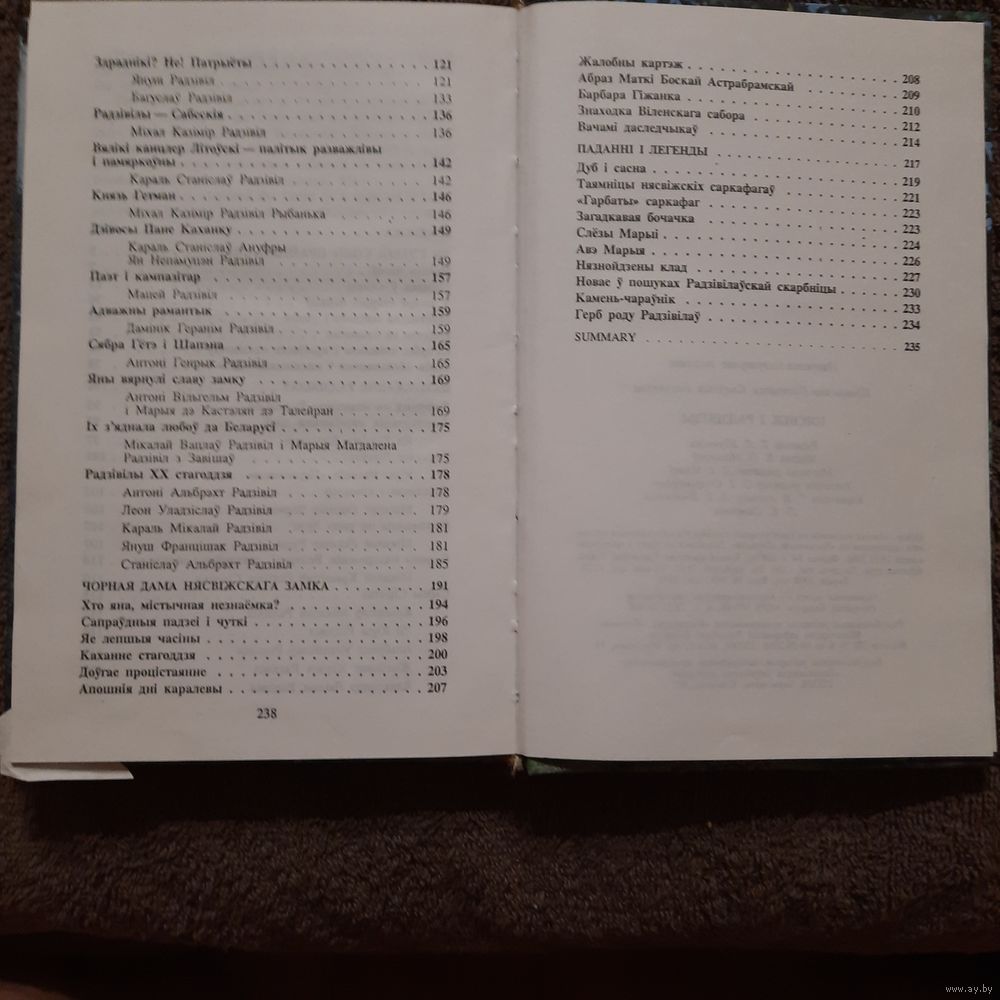 Здраднікі? Не! Патрыёты . . . . . . . . . . . . . . 121
Януш Радзівіл . . . . . . . . . . . . . . . . 121
Багуслаў Радзівіл . . . . . . . . . . . . . . 133
Радзівілы — Сабескія . . . . . . . . . . . . . . . 136
Міхал Казімір Радзівіл . . . . . . . . . . . . 136
Вялікі канцлер Літоўскі — палітык разважлівы
і памяркоўны . . . . . . . . . . . . . . . . . . 142
Караль Станіслаў Радзівіл . . . . . . . . . . 142
Князь Гетман . . . . . . . . . . . . . . . . . . . 146
Міхал Казімір Радзівіл Рыбанька . . . . . . . 146
Дзівосы Пане Каханку . . . . . . . . . . . . . . . 149
Караль Станіслаў Ануфры
Ян Непамуцэн Радзівіл . . . . . . . . . . . . 149
Паэт і кампазітар . . . . . . . . . . . . . . . . 157
Мацей Радзівіл . . . . . . . . . . . . . . . 157
Адважны рамантык . . . . . . . . . . . . . . . . 159
Дамінік Геранім Радзівіл . . . . . . . . . . . 159
Сябра Гётэ і Шапэна . . . . . . . . . . . . . . . 165
Антоні Генрык Радзівіл . . . . . . . . . . . . 165
Яны вярнулі славу замку . . . . . . . . . . . . . 169
Антоні Вільгельм Радзівіл
і Марыя дэ Кастэлян дэ Талейран . . . . . . . 169
Іх з'яднала любоў да Беларусі . . . . . . . . . . . 175
Мікалай Вацлаў Радзівіл і Марыя Магдалена
Радзівіл з Завішаў . . . . . . . . . . . . . 175
Радзівілы XX стагоддзя . . . . . . . . . . . . . . 178
Антоні Альбрэхт Радзівіл . . . . . . . . . . . 178
Леон Уладзіслаў Радзівіл . . . . . . . . . . . 179
Караль Мікалай Радзівіл . . . . . . . . . . . 181
Януш Францішак Радзівіл . . . . . . . . . . . 181
Станіслаў Альбрэхт Радзівіл . . . . . . . . . . 185
ЧОРНАЯ ДАМА НЯСВІЖСКАГА ЗАМКА . . . . . . . . . 191
Хто яна, містычная незнаёмка? . . . . . . . . . . . 194
Сапраўдныя падзеі і чуткі . . . . . . . . . . . . . 196
Яе лепшыя часіны . . . . . . . . . . . . . . . . . 198
Каханне стагоддзя . . . . . . . . . . . . . . . . . 200
Доўгае процістаянне . . . . . . . . . . . . . . . . 203
Апошнія дні каралевы . . . . . . . . . . . . . . . 207
238
Жалобны картэж . . . . . . . . . . . . . . . . 208
Абраз Маткі Боскай Астрабрамскай . . . . . . . . 209
Барбара Гіжанка . . . . . . . . . . . . . . . . 210
Знаходка Віленскага сабора . . . . . . . . . . . 212
Вачамі даследчыкаў . . . . . . . . . . . . . . . 214
ПАДАННІ І ЛЕГЕНДЫ . . . . . . . . . . . . . . 217
Дуб і сасна . . . . . . . . . . . . . . . . . . 219
Таямніцы нясвіжскіх саркафагаў . . . . . . . . . 221
«Гарбаты» саркафаг . . . . . . . . . . . . . . . 223
Загадкавая бочачка . . . . . . . . . . . . . . . 223
Слёзы Марыі . . . . . . . . . . . . . . . . . . 224
Авэ Марыя . . . . . . . . . . . . . . . . . . . 226
Нязнойдзены клад . . . . . . . . . . . . . . . . 227
Новае ў пошуках Радзівілаўскай скарбніцы . . . . . 230
Камень-чараўнік . . . . . . . . . . . . . . . . 233
Герб роду Радзівілаў . . . . . . . . . . . . . . 234
SUMMARY . . . . . . . . . . . . . . . . . . . 235
www.ay.by